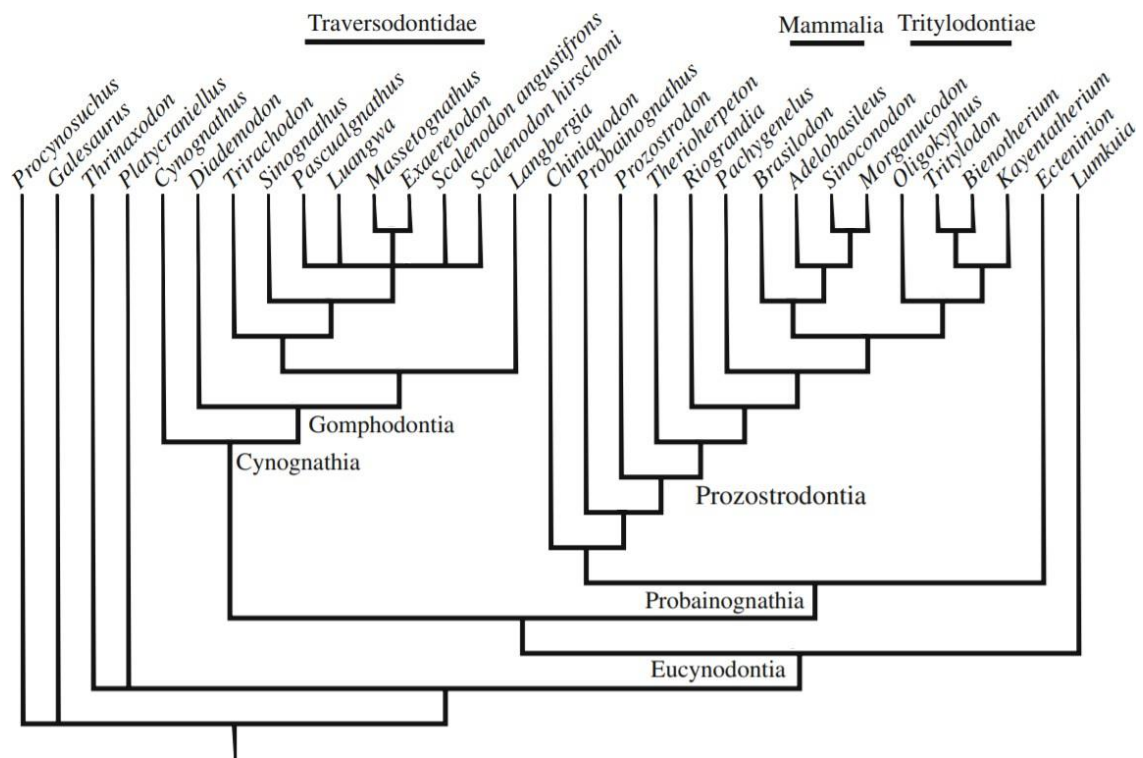 Traversodontidae
Mammalia
Tritylodontiae
Procynosuchus
Galesaurus
Thrinaxodon
Platycraniellus
Cynognathus
Diademodon
Trirachodon
Sinognathus
Pascualgnathus
Luangwa
Massetognathus
Exaeretodon
Scalenodon angustifrons
Scalenodon hirschoni
Langbergia
Chiniquodon
Probainognathus
Prozostrodon
Therioherpeton
Riograndia
Pachygenelus
Brasilodon
Adelobasileus
Sinoconodon
Morganucodon
Oligokyphus
Tritylodon
Bienotherium
Kayentatherium
Ecteninion
Lumkuia
Gomphodontia
Cynognathia
Prozostrodontia
Probainognathia
Eucynodontia